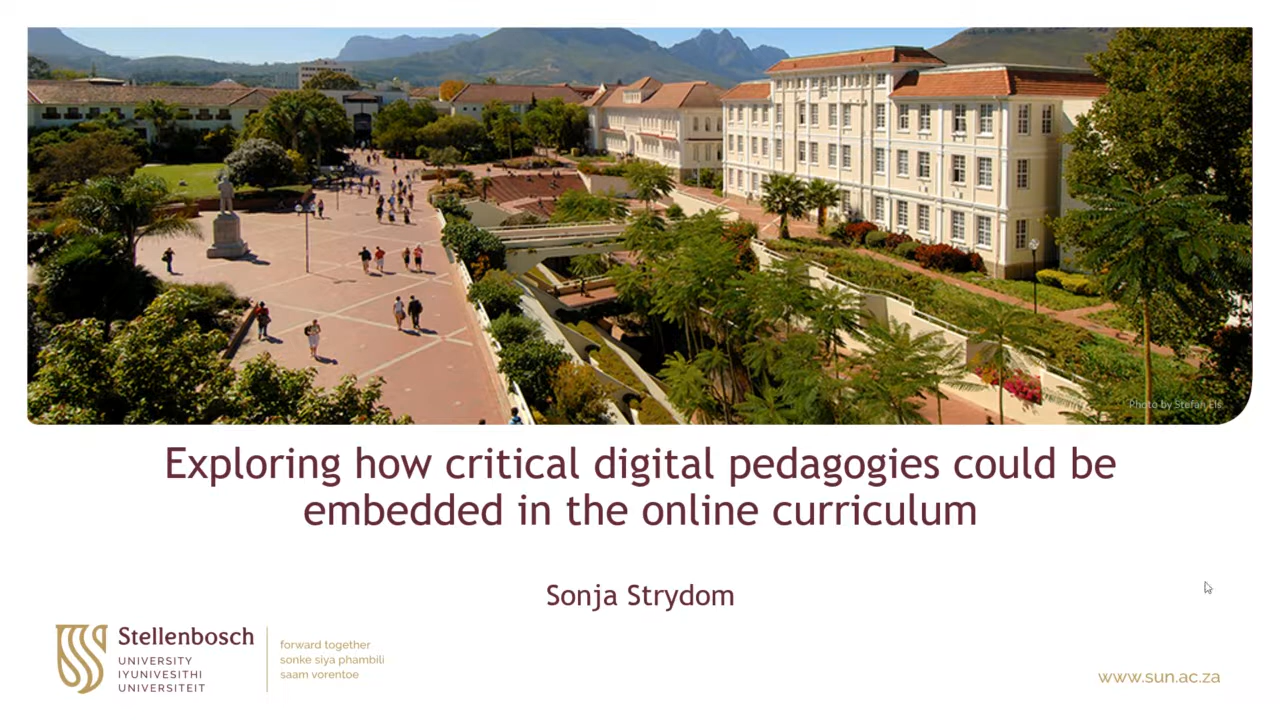 Photo by Stefan Els
Exploring how critical digital pedagogies could be
embedded in the online curriculum
Sonja Strydom
Stellenbosch
UNIVERSITY
IYUNIVESITHI
UNIVERSITEIT
forward together
sonke siya phambili
saam vorentoe
www.sun.ac.za